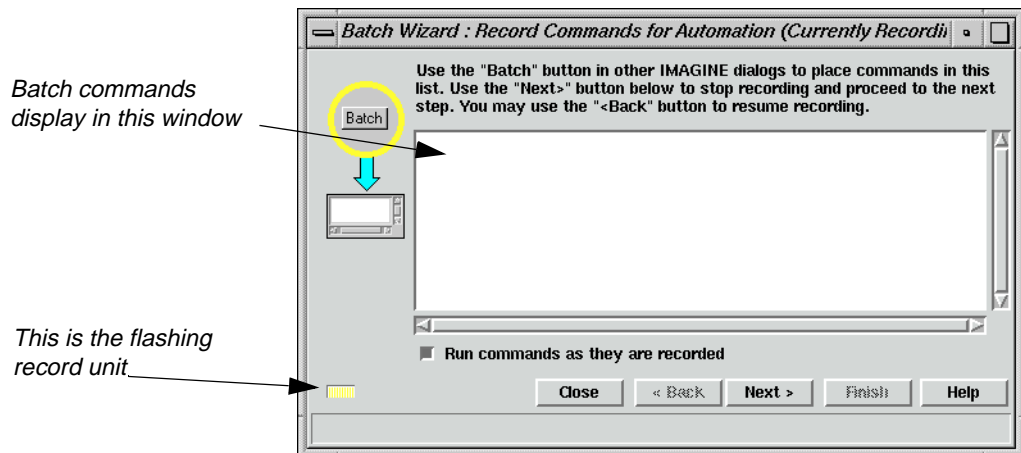 Batch Wizard : Record Commands for Automation (Currently Recordi
Batch commands
display in this window
Use the "Batch" button in other IMAGINE dialogs to place commands in this
list. Use the "Next>" button below to stop recording and proceed to the next
step. You may use the "<Back" button to resume recording.
Batch
This is the flashing
record unit
Run commands as they are recorded
Close
< Back
Next >
Finish
Help